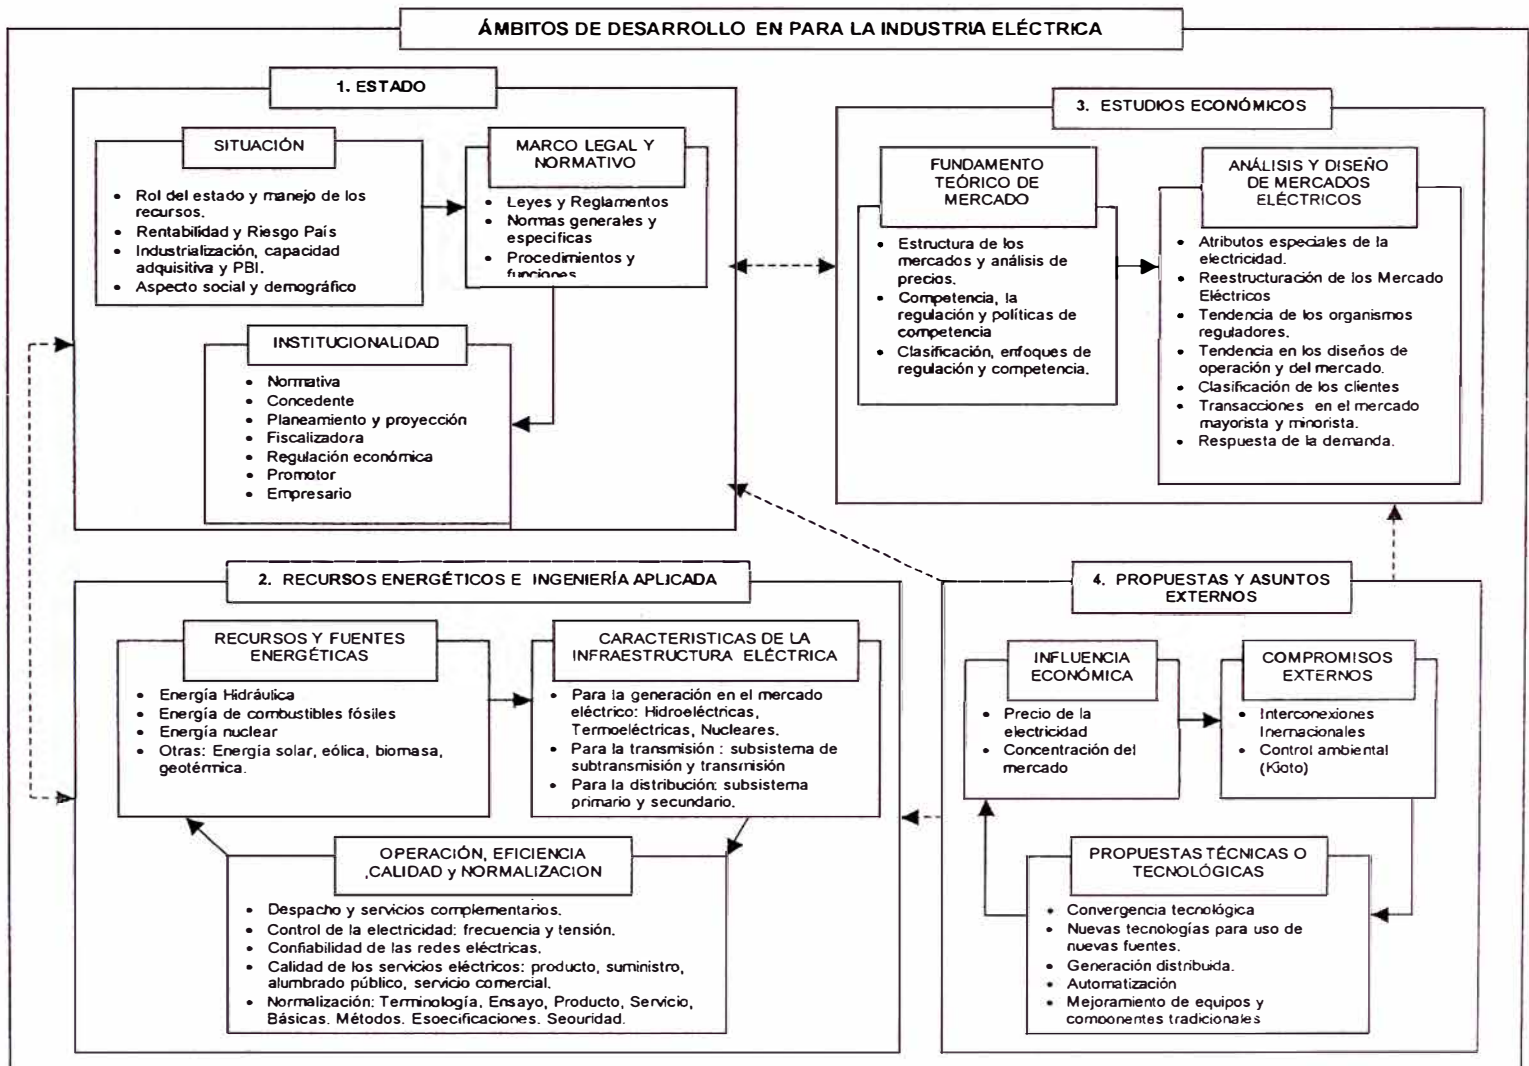 ÁMBITOS DE DESARROLLO EN PARA LA INDUSTRIA ELÉCTRICA
1. ESTADO
SITUACIÓN
• Rol del estado y manejo de los
recursos.
• Rentabilidad y Riesgo País
• Industrialización, capacidad
adquisitiva y PBI.
• Aspecto social y demográfico
MARCO LEGAL Y
NORMATIVO
• Leyes y Reglamentos
• Normas generales y
especificas
• Procedimientos y
funciones
INSTITUCIONALIDAD
• Normativa
• Concedente
• Planeamiento y proyección
• Fiscalizadora
• Regulación económica
• Promotor
• Empresario
3. ESTUDIOS ECONÓMICOS
FUNDAMENTO
TEÓRICO DE
MERCADO
• Estructura de los
mercados y análisis de
precios.
• Competencia, la
regulación y políticas de
competencia
• Clasificación, enfoques de
regulación y competencia.
ANÁLISIS Y DISEÑO
DE MERCADOS
ELÉCTRICOS
• Atributos especiales de la
electricidad.
• Reestructuración de los Mercado
Eléctricos
• Tendencia de los organismos
reguladores.
• Tendencia en los diseños de
operación y del mercado.
• Clasificación de los clientes
• Transacciones en el mercado
mayorista y minorista.
• Respuesta de la demanda.
2. RECURSOS ENERGÉTICOS E INGENIERÍA APLICADA
RECURSOS Y FUENTES
ENERGÉTICAS
• Energía Hidráulica
• Energía de combustibles fósiles
• Energía nuclear
• Otras: Energía solar, eólica, biomasa,
geotérmica.
CARACTERISTICAS DE LA
INFRAESTRUCTURA ELÉCTRICA
• Para la generación en el mercado
eléctrico: Hidroeléctricas,
Termoeléctricas, Nucleares.
• Para la transmisión : subsistema de
subtransmisión y transmisión
• Para la distribución: subsistema
primario y secundario.
OPERACIÓN, EFICIENCIA
,CALIDAD y NORMALIZACION
• Despacho y servicios complementarios.
• Control de la electricidad: frecuencia y tensión.
• Confiabilidad de las redes eléctricas.
• Calidad de los servicios eléctricos: producto, suministro,
alumbrado público, servicio comercial.
• Normalización: Terminología, Ensayo, Producto, Servicio,
Básicas. Métodos. Especificaciones. Seguridad.
4. PROPUESTAS Y ASUNTOS
EXTERNOS
INFLUENCIA
ECONÓMICA
• Precio de la
electricidad
• Concentración del
mercado
COMPROMISOS
EXTERNOS
• Interconexiones
Inernacionales
• Control ambiental
(Kioto)
PROPUESTAS TÉCNICAS O
TECNOLÓGICAS
• Convergencia tecnológica
• Nuevas tecnologías para uso de
nuevas fuentes.
• Generación distribuida.
• Automatización
• Mejoramiento de equipos y
componentes tradicionales